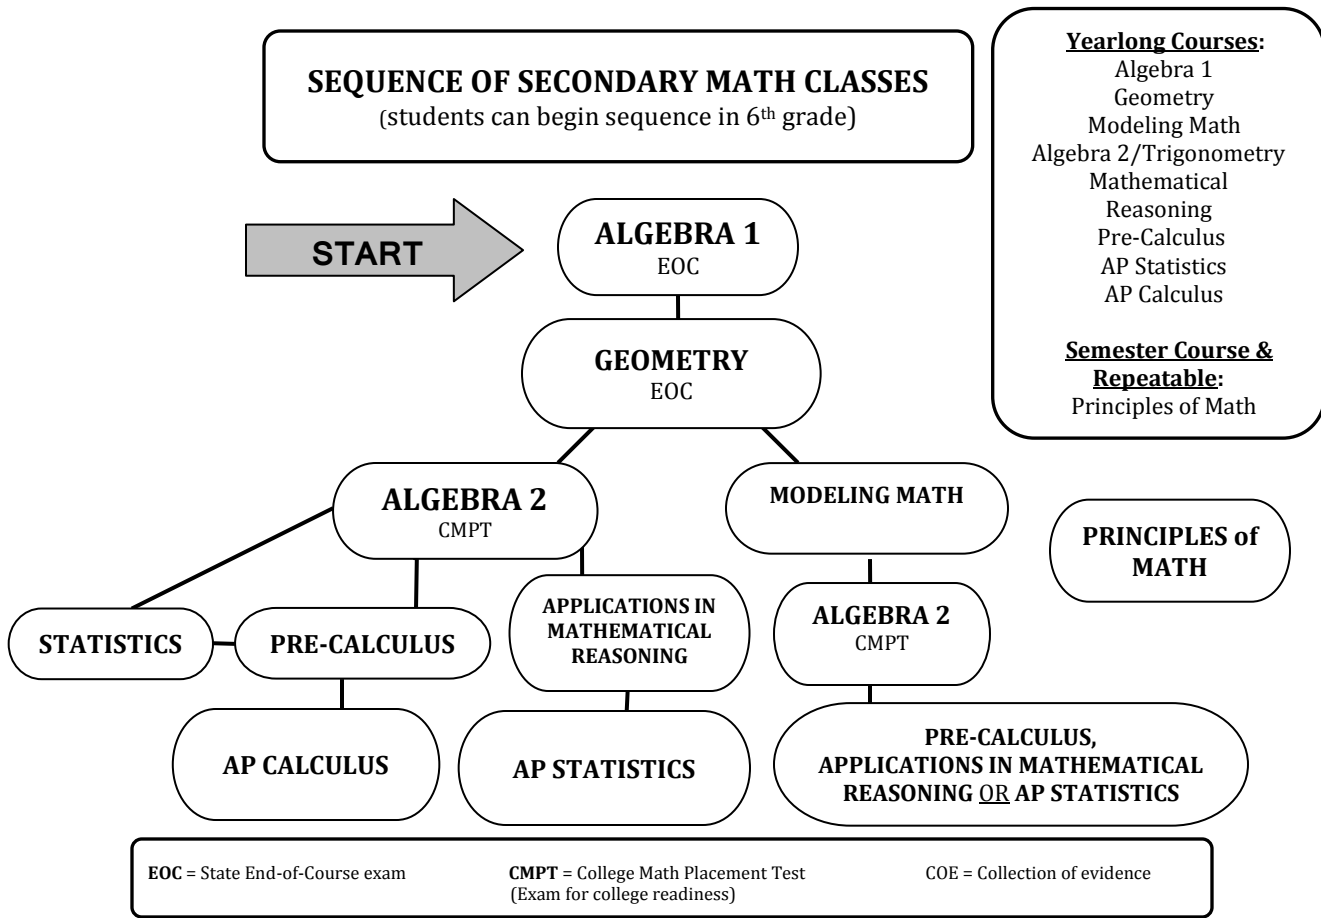 SEQUENCE OF SECONDARY MATH CLASSES
(students can begin sequence in 6th grade)
Yearlong Courses:
Algebra 1
Geometry
Modeling Math
Algebra 2/Trigonometry
Mathematical
Reasoning
Pre-Calculus
AP Statistics
AP Calculus
Semester Course &
Repeatable:
Principles of Math
START
ALGEBRA 1
EOC
GEOMETRY
EOC
ALGEBRA 2
CMPT
MODELING MATH
PRINCIPLES of
MATH
STATISTICS
PRE-CALCULUS
APPLICATIONS IN
MATHEMATICAL
REASONING
ALGEBRA 2
CMPT
AP CALCULUS
AP STATISTICS
PRE-CALCULUS,
APPLICATIONS IN MATHEMATICAL
REASONING OR AP STATISTICS
EOC = State End-of-Course exam
CMPT = College Math Placement Test
(Exam for college readiness)
COE = Collection of evidence